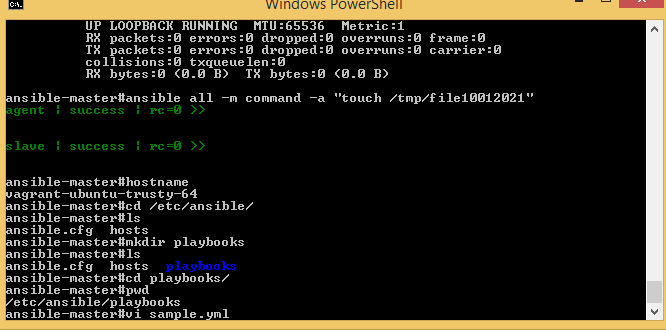 Windows PowerShell
UP LOOPBACK RUNNING  MTU:65536  Metric:1
RX packets:0 errors:0 dropped:0 overruns:0 frame:0
TX packets:0 errors:0 dropped:0 overruns:0 carrier:0
collisions:0 txqueuelen:0
RX bytes:0 (0.0 B)  TX bytes:0 (0.0 B)
ansible-master#ansible all -m command -a "touch /tmp/file10012021"
agent | success | rc=0 >>
slave | success | rc=0 >>
ansible-master#hostname
vagrant-ubuntu-trusty-64
ansible-master#cd /etc/ansible/
ansible-master#ls
ansible.cfg  hosts
ansible-master#mkdir playbooks
ansible-master#ls
ansible.cfg  hosts  playbooks
ansible-master#cd playbooks/
ansible-master#pwd
/etc/ansible/playbooks
ansible-master#vi sample.yml